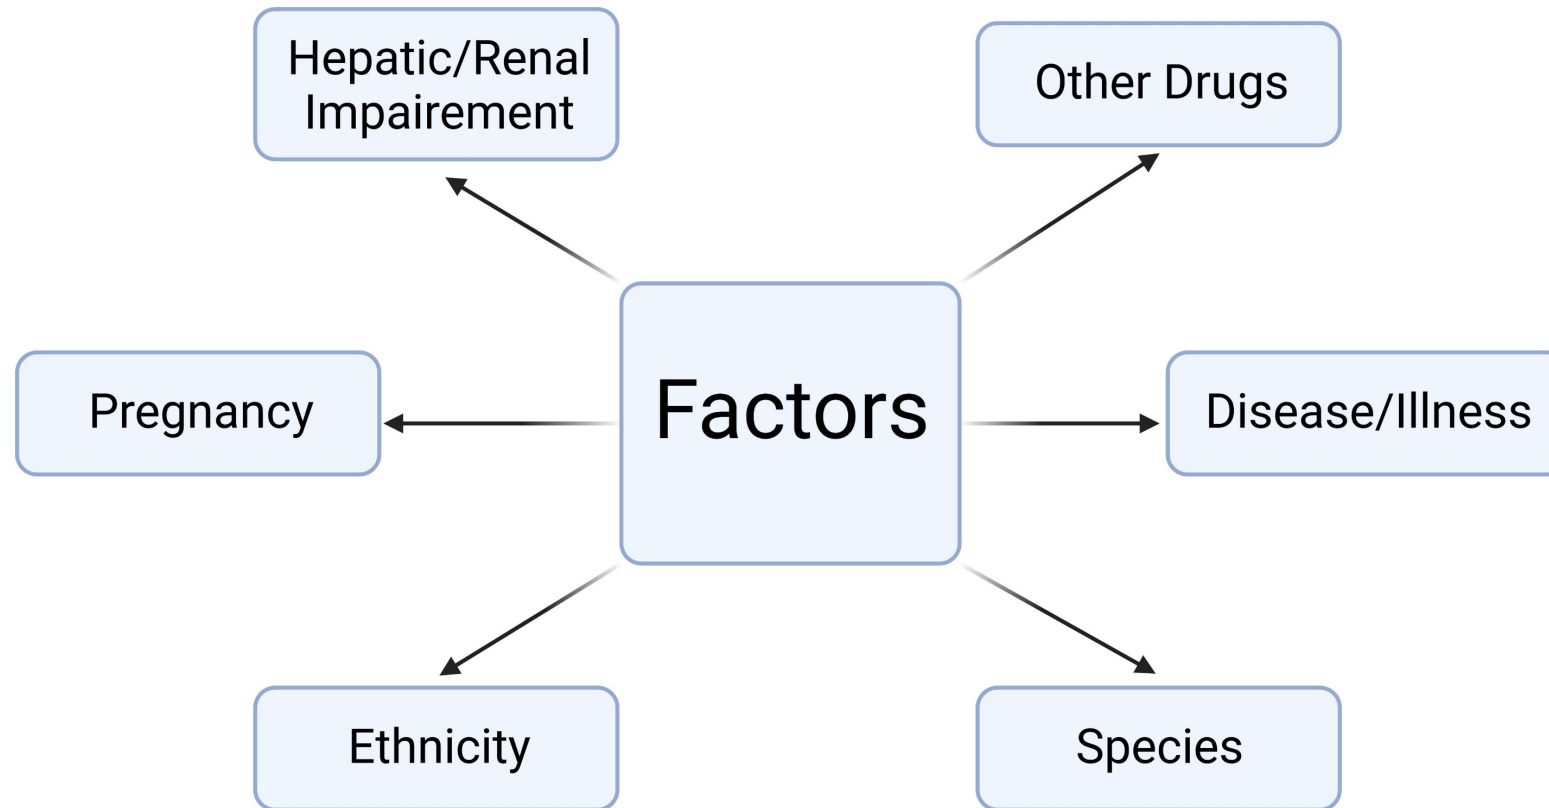 Hepatic/Renal
Impairement
Other Drugs
Factors
Pregnancy
Disease/Illness
Ethnicity
Species